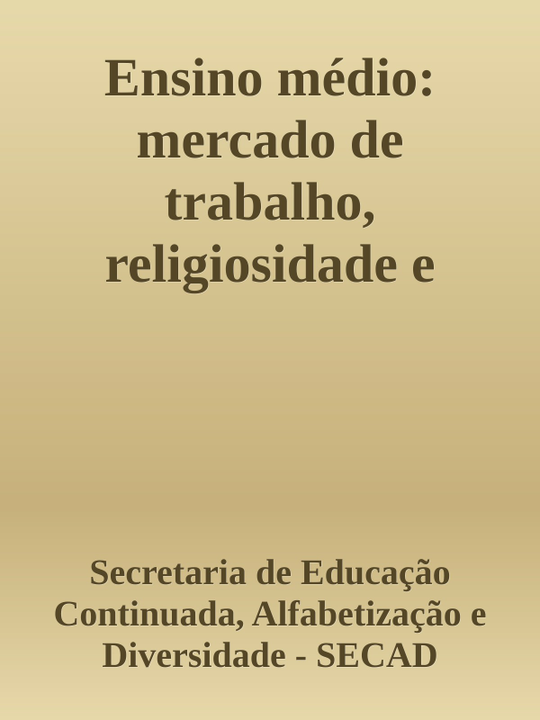 Ensino médio:
mercado de
trabalho,
religiosidade e
Secretaria de Educação
Continuada, Alfabetização e
Diversidade - SECAD